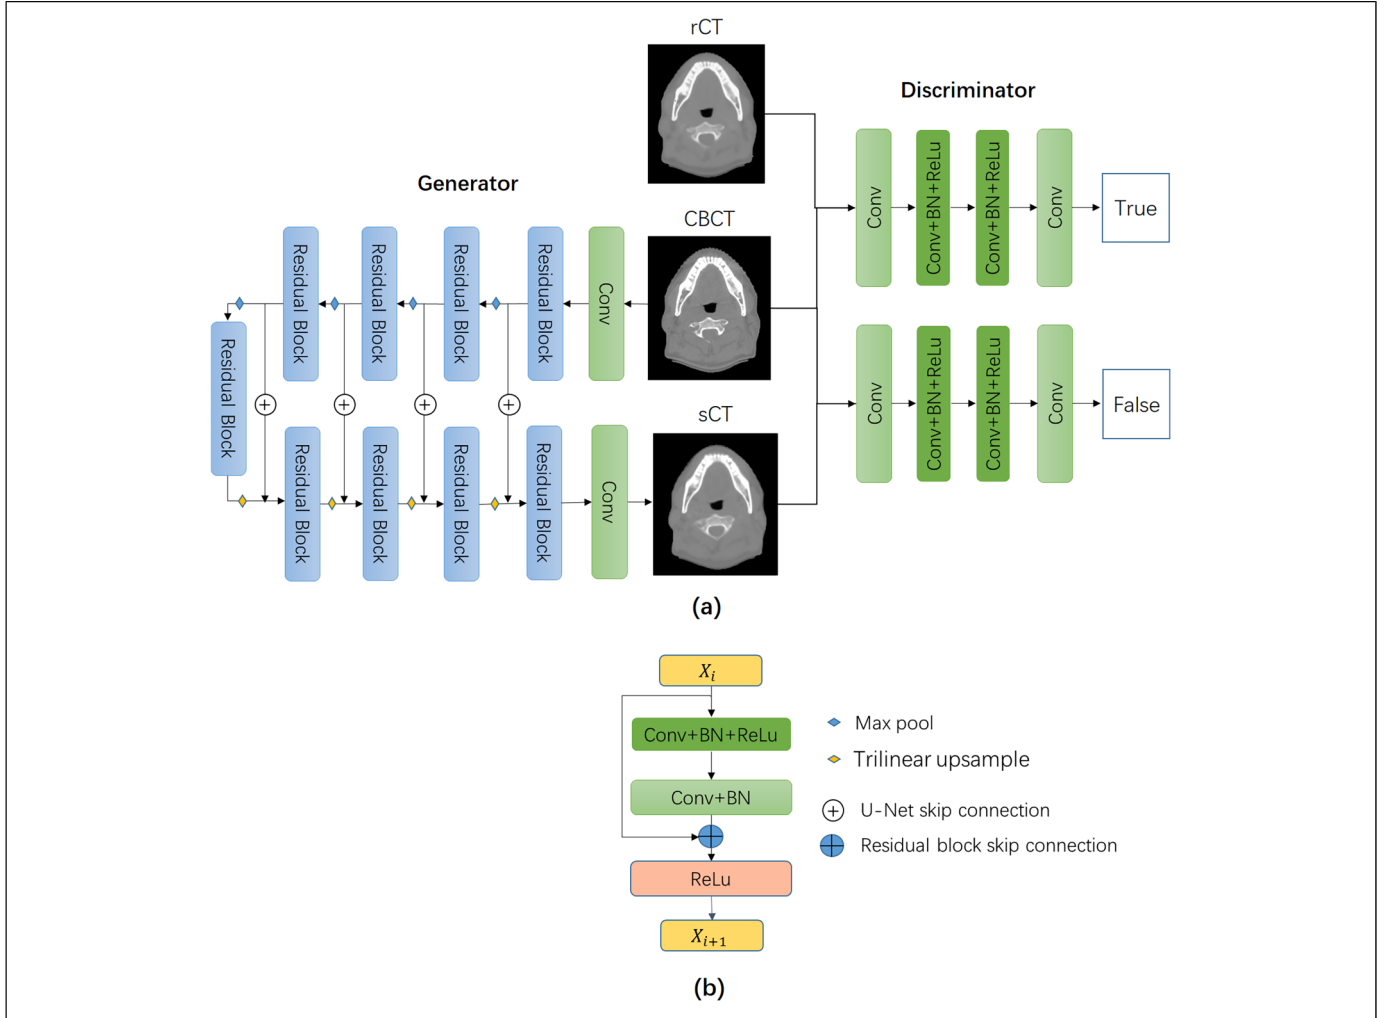 rCT
Discriminator
Conv
Conv+BN+ReLu
Conv+BN+ReLu
Conv
True
Generator
CBCT
Residual Block
Residual Block
Residual Block
Residual Block
Conv
Residual Block
Conv
Conv+BN+ReLu
Conv+BN+ReLu
Conv
False
sCT
Residual Block
Residual Block
Residual Block
Residual Block
Conv
(a)
X_i
Conv+BN+ReLu
Conv+BN
ReLu
X_{i+1}
Max pool
Trilinear upsample
U-Net skip connection
Residual block skip connection
(b)